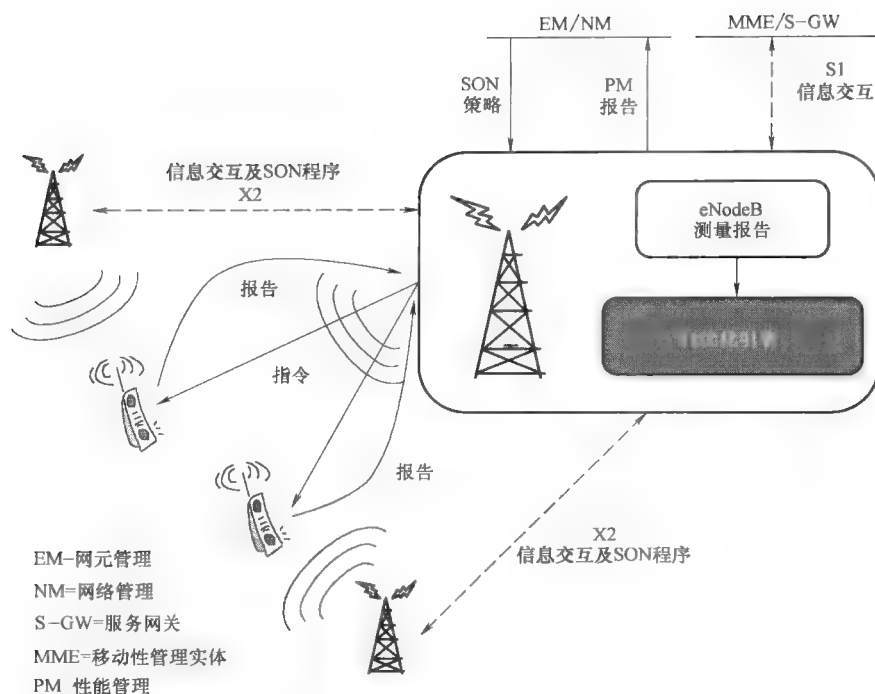 EM/NM
MME/S-GW
SON
策略
PM
报告
S1
信息交互
信息交互及SON程序
X2
eNodeB
测量报告
报告
指令
报告
X2
信息交互及SON程序
EM-网元管理
NM=网络管理
S-GW=服务网关
MME=移动性管理实体
PM 性能管理